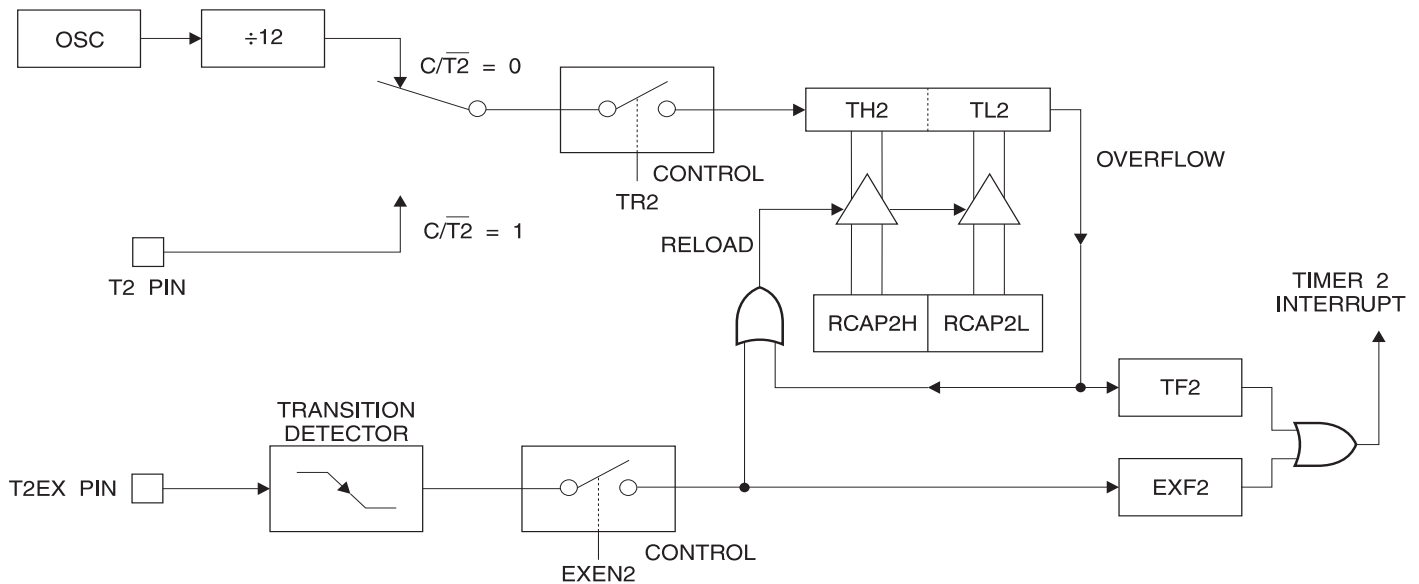 OSC
÷12
C/T2̅ = 0
TH2
TL2
OVERFLOW
CONTROL
TR2
C/T2̅ = 1
RELOAD
T2 PIN
TIMER 2
INTERRUPT
RCAP2H
RCAP2L
TF2
TRANSITION
DETECTOR
T2EX PIN
EXF2
CONTROL
EXEN2